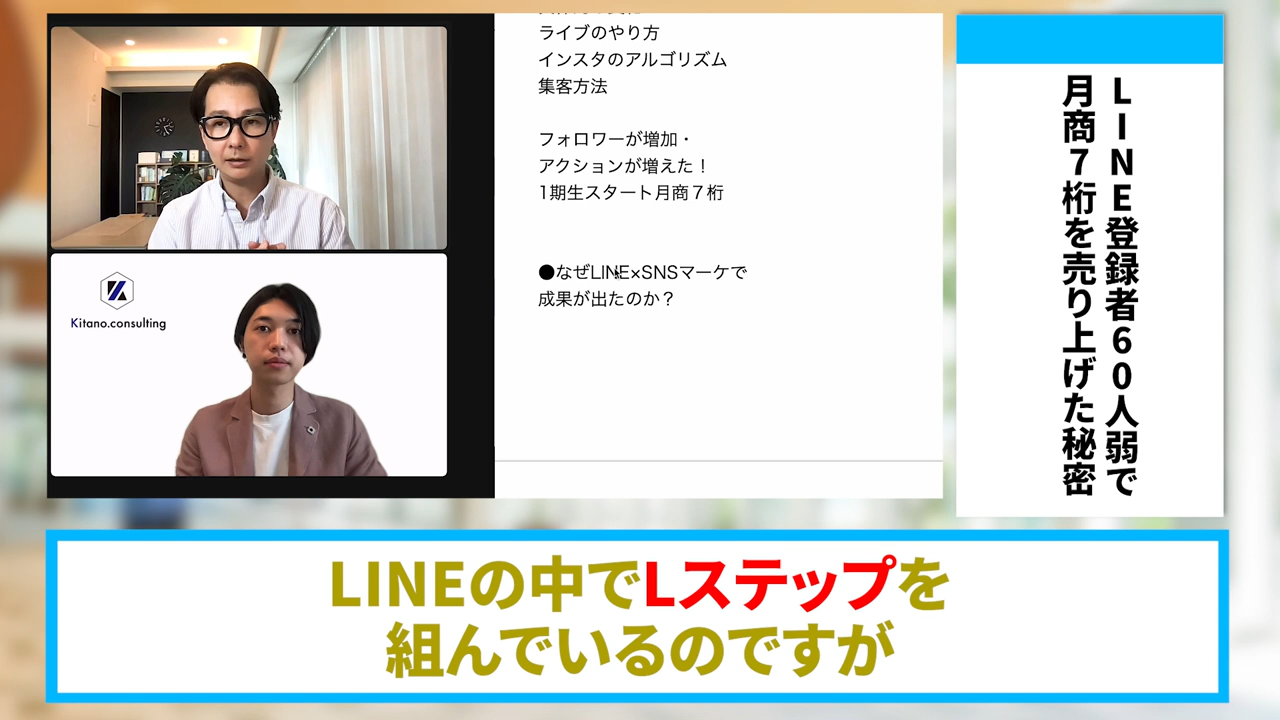 ライブのやり方
インスタのアルゴリズム
集客方法
フォロワーが増加・
アクションが増えた！
1期生スタート月商７桁
●なぜLINE×SNSマーケで
成果が出たのか？
Kitano.consulting
LINE登録者60人弱で
月商7桁を売り上げた秘密
LINEの中でLステップを
組んでいるのですが